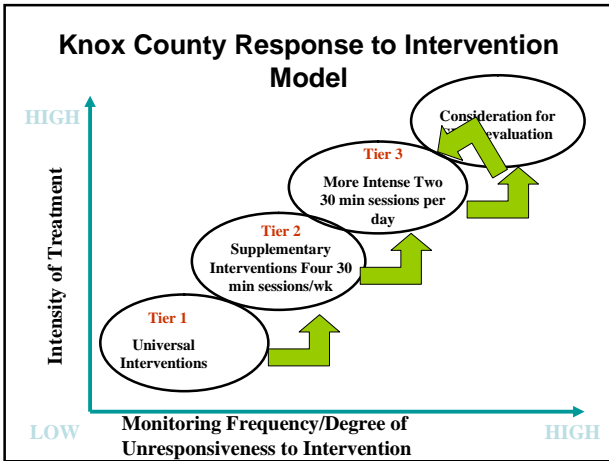 Knox County Response to Intervention
Model
HIGH
Consideration for
evaluation
Tier 3
More Intense Two
30 min sessions per
day
Tier 2
Supplementary
Interventions Four 30
min sessions/wk
Tier 1
Universal
Interventions
Intensity of Treatment
LOW
Monitoring Frequency/Degree of
Unresponsiveness to Intervention
HIGH